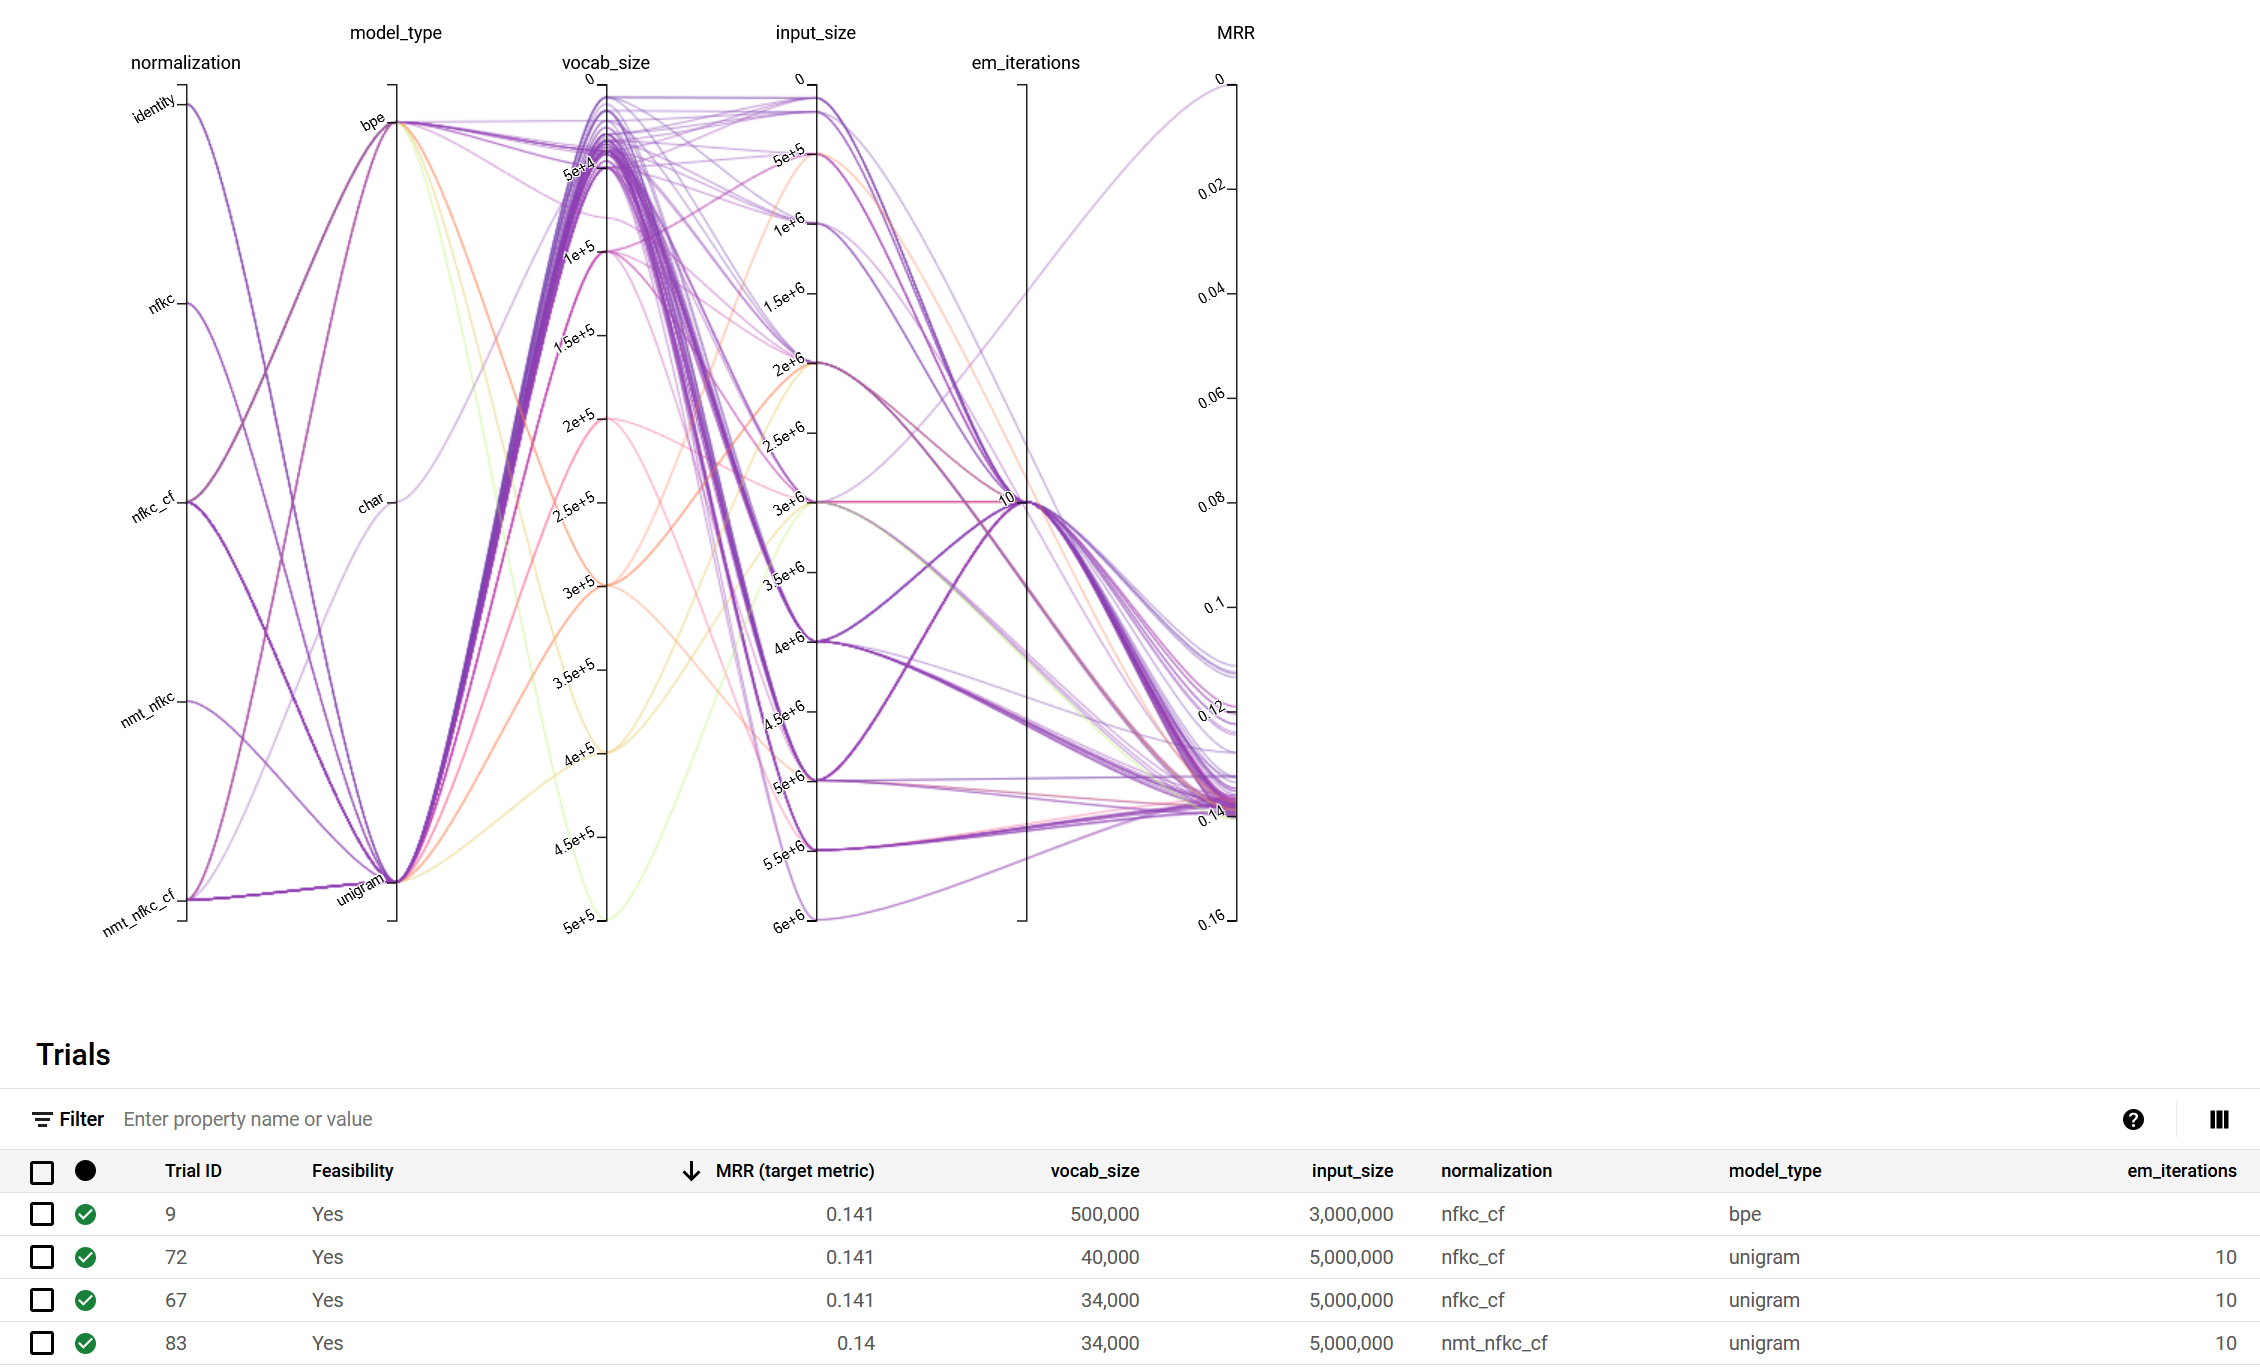 model_type input_size MRR
normalization vocab_size em_iterations
identity
nfkc
nfkc_cf
nmt_nfkc
nmt_nfkc_cf
bpe
char
unigram
0
5e+4
1e+5
1.5e+5
2e+5
2.5e+5
3e+5
3.5e+5
4e+5
4.5e+5
5e+5
0
5e+5
1e+6
1.5e+6
2e+6
2.5e+6
3e+6
3.5e+6
4e+6
4.5e+6
5e+6
5.5e+6
6e+6
10
0
0.02
0.04
0.06
0.08
0.1
0.12
0.14
0.16
Trials
Filter Enter property name or value
Trial ID Feasibility MRR (target metric) vocab_size input_size normalization model_type em_iterations
9 Yes 0.141 500,000 3,000,000 nfkc_cf bpe
72 Yes 0.141 40,000 5,000,000 nfkc_cf unigram 10
67 Yes 0.141 34,000 5,000,000 nfkc_cf unigram 10
83 Yes 0.14 34,000 5,000,000 nmt_nfkc_cf unigram 10